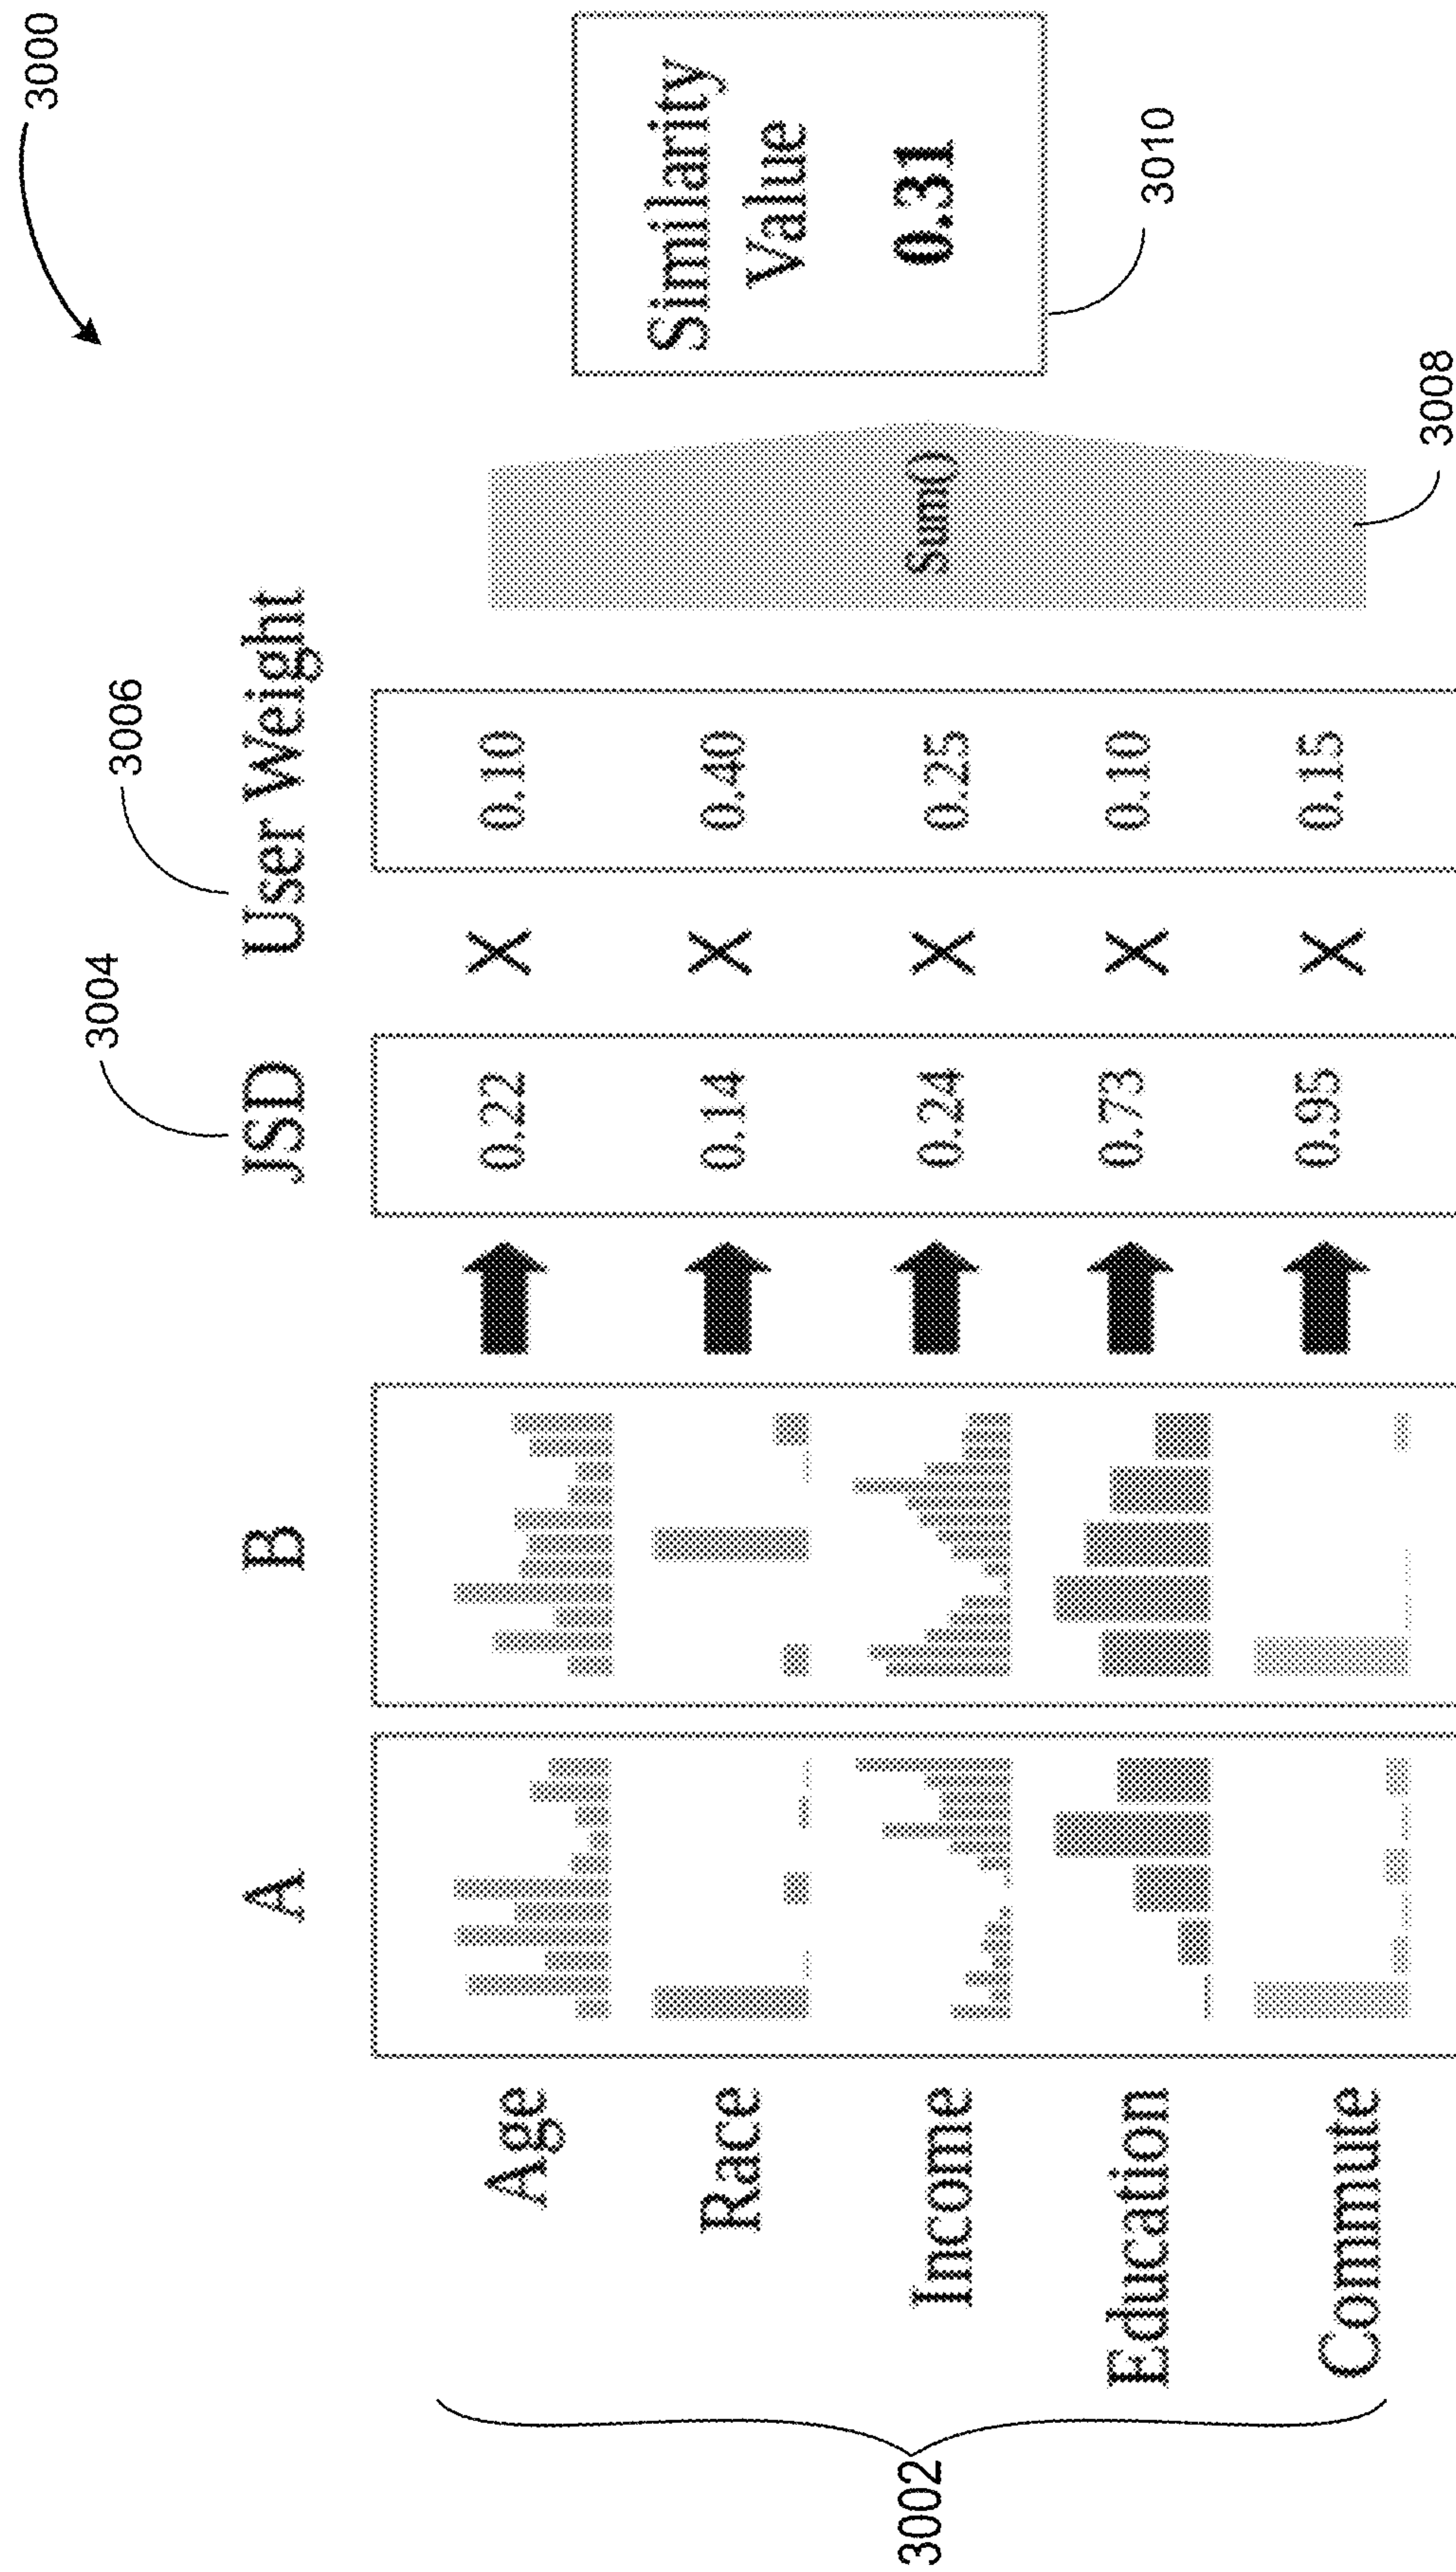 3000
3004
3006
A
B
JSD
User Weight
Age
0.22
X
0.10
Race
0.14
X
0.40
Income
0.24
X
0.25
Education
0.73
X
0.10
Commute
0.95
X
0.15
3002
Sum()
3008
Similarity
Value
0.31
3010